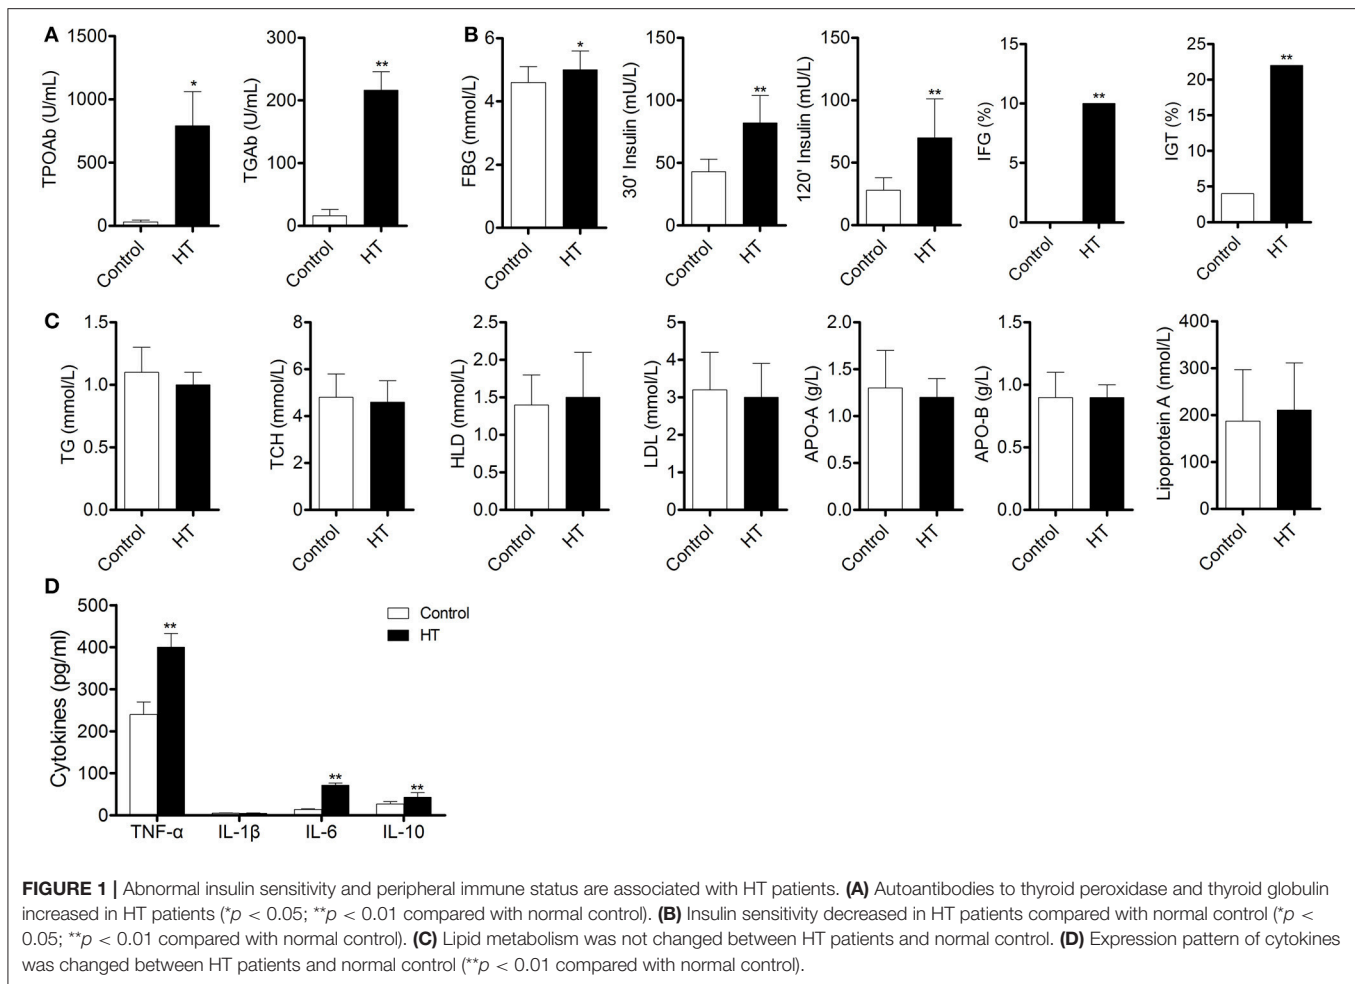 A
TPOAb (U/mL)
1500
1000
500
0
Control
HT
*
TGAb (U/mL)
300
200
100
0
Control
HT
**
B
FBG (mmol/L)
6
4
2
0
Control
HT
*
30' Insulin (mU/L)
150
100
50
0
Control
HT
**
120' Insulin (mU/L)
150
100
50
0
Control
HT
**
IFG (%)
15
10
5
0
Control
HT
**
IGT (%)
25
20
15
10
5
0
Control
HT
**
C
TG (mmol/L)
1.5
1.0
0.5
0.0
Control
HT
TCH (mmol/L)
8
6
4
2
0
Control
HT
HLD (mmol/L)
2.5
2.0
1.5
1.0
0.5
0.0
Control
HT
LDL (mmol/L)
5
4
3
2
1
0
Control
HT
APO-A (g/L)
2.0
1.5
1.0
0.5
0.0
Control
HT
APO-B (g/L)
1.5
1.0
0.5
0.0
Control
HT
Lipoprotein A (nmol/L)
400
300
200
100
0
Control
HT
D
Cytokines (pg/ml)
500
400
300
200
100
0
**
**
**
TNF-α IL-1β IL-6 IL-10
Control
HT
FIGURE 1 | Abnormal insulin sensitivity and peripheral immune status are associated with HT patients. (A) Autoantibodies to thyroid peroxidase and thyroid globulin
increased in HT patients (*p < 0.05; **p < 0.01 compared with normal control). (B) Insulin sensitivity decreased in HT patients compared with normal control (*p <
0.05; **p < 0.01 compared with normal control). (C) Lipid metabolism was not changed between HT patients and normal control. (D) Expression pattern of cytokines
was changed between HT patients and normal control (**p < 0.01 compared with normal control).